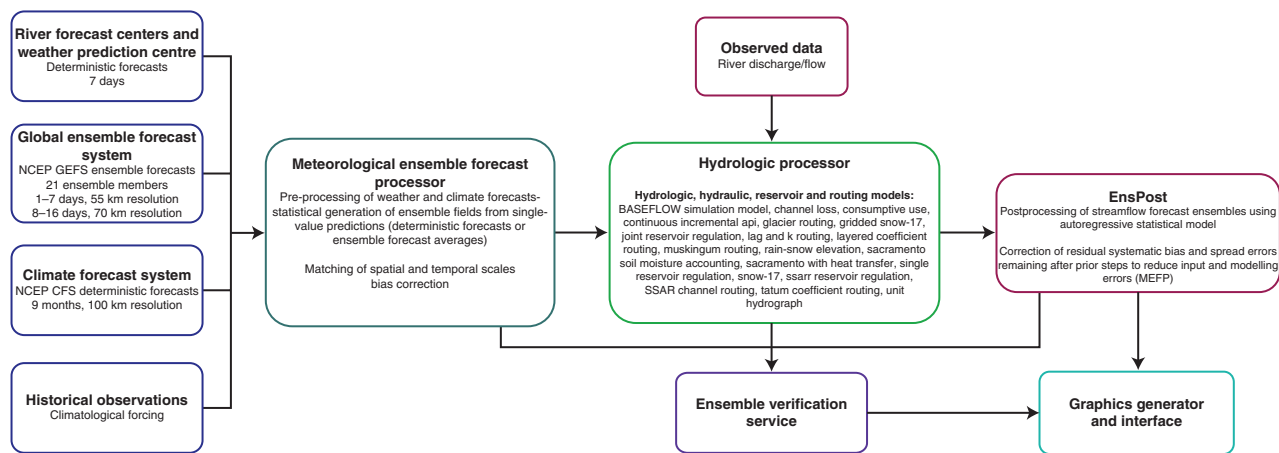 River forecast centers and
weather prediction centre
Deterministic forecasts
7 days
Global ensemble forecast
system
NCEP GEFS ensemble forecasts
21 ensemble members
1–7 days, 55 km resolution
8–16 days, 70 km resolution
Climate forecast system
NCEP CFS deterministic forecasts
9 months, 100 km resolution
Historical observations
Climatological forcing
Meteorological ensemble forecast
processor
Pre-processing of weather and climate forecasts-
statistical generation of ensemble fields from single-
value predictions (deterministic forecasts or
ensemble forecast averages)
Matching of spatial and temporal scales
bias correction
Observed data
River discharge/flow
Hydrologic processor
Hydrologic, hydraulic, reservoir and routing models:
BASEFLOW simulation model, channel loss, consumptive use,
continuous incremental api, glacier routing, gridded snow-17,
joint reservoir regulation, lag and k routing, layered coefficient
routing, muskingum routing, rain-snow elevation, sacramento
soil moisture accounting, sacramento with heat transfer, single
reservoir regulation, snow-17, ssarr reservoir regulation,
SSAR channel routing, tatum coefficient routing, unit
hydrograph
EnsPost
Postprocessing of streamflow forecast ensembles using
autoregressive statistical model
Correction of residual systematic bias and spread errors
remaining after prior steps to reduce input and modelling
errors (MEFP)
Ensemble verification
service
Graphics generator
and interface